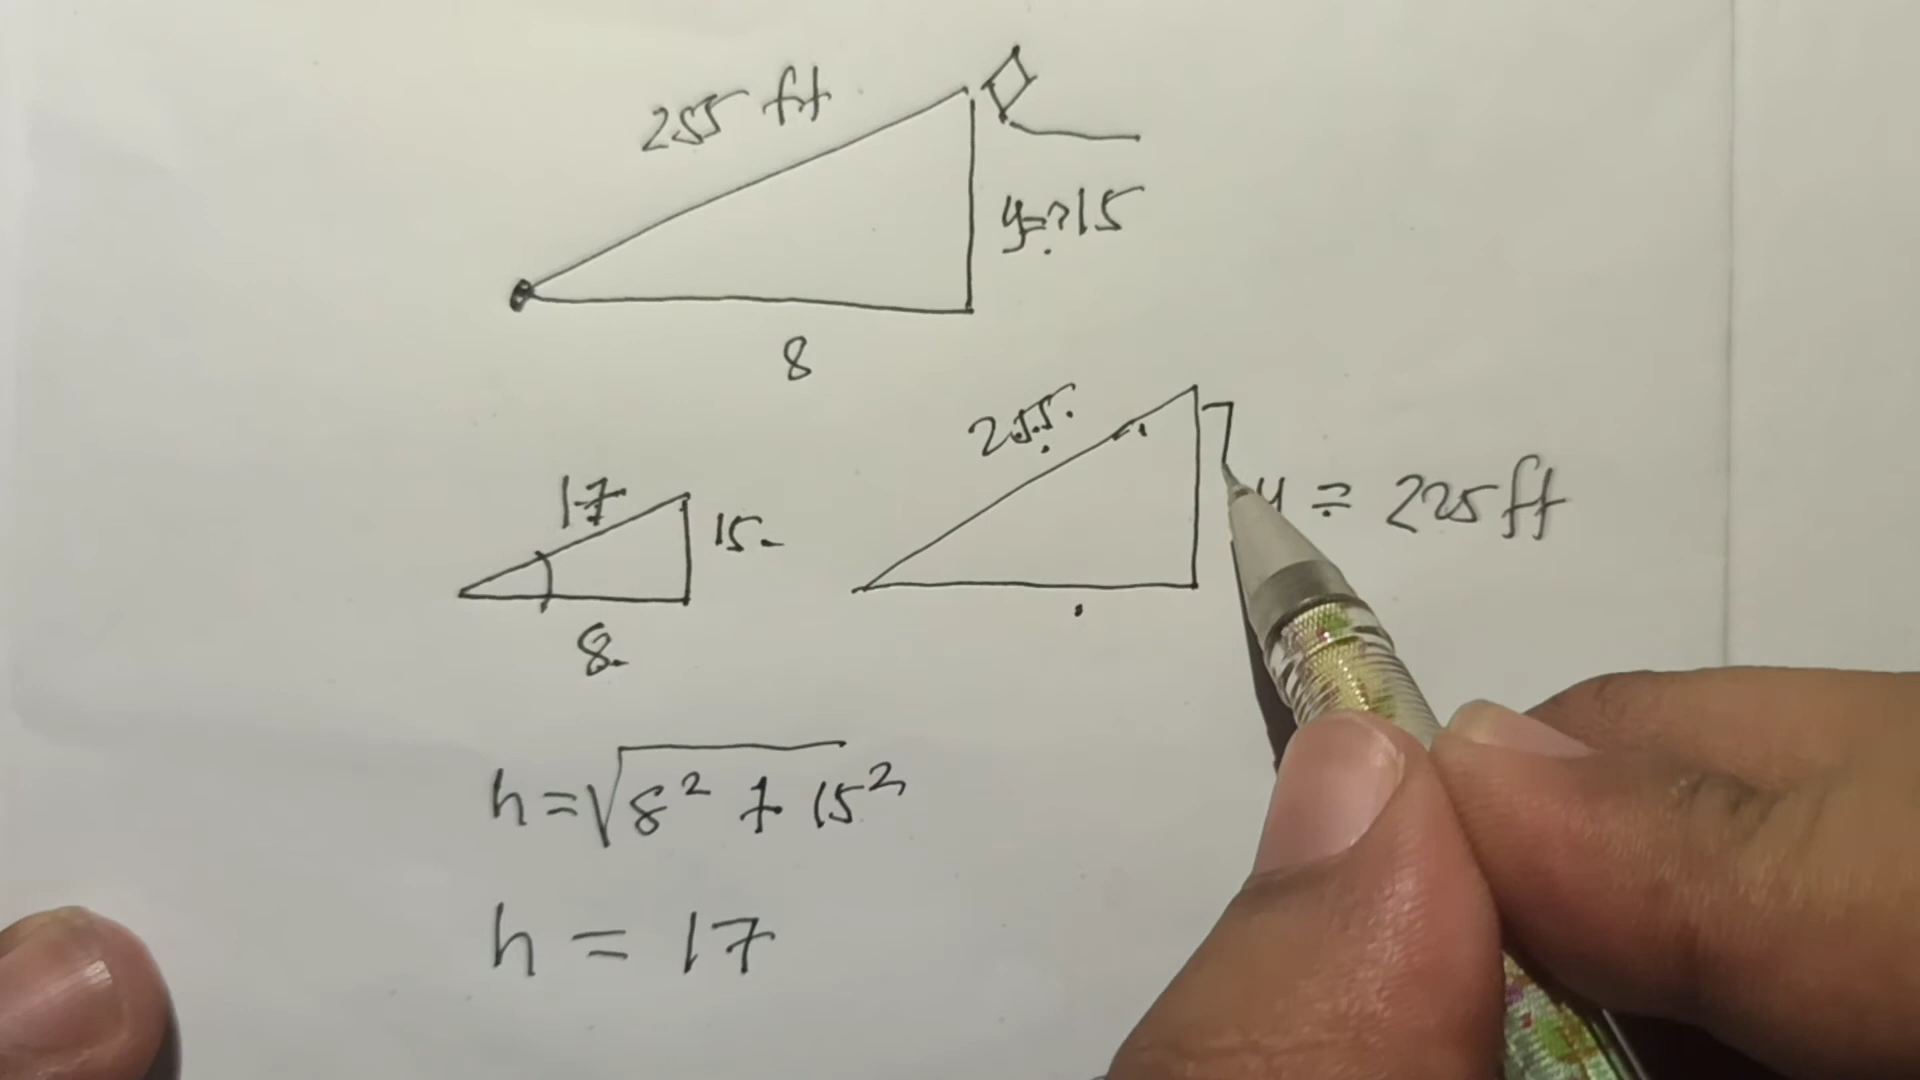 255 ft
y=?15
8
255
17
15
y = 225 ft
8
h=√8² + 15²
h = 17